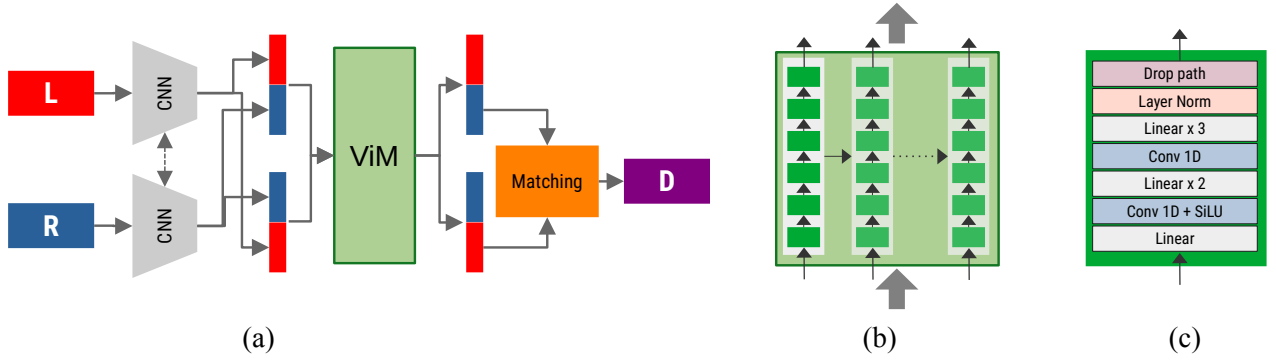 L
CNN
R
CNN
ViM
Matching
D
(a)
(b)
Drop path
Layer Norm
Linear x 3
Conv 1D
Linear x 2
Conv 1D + SiLU
Linear
(c)